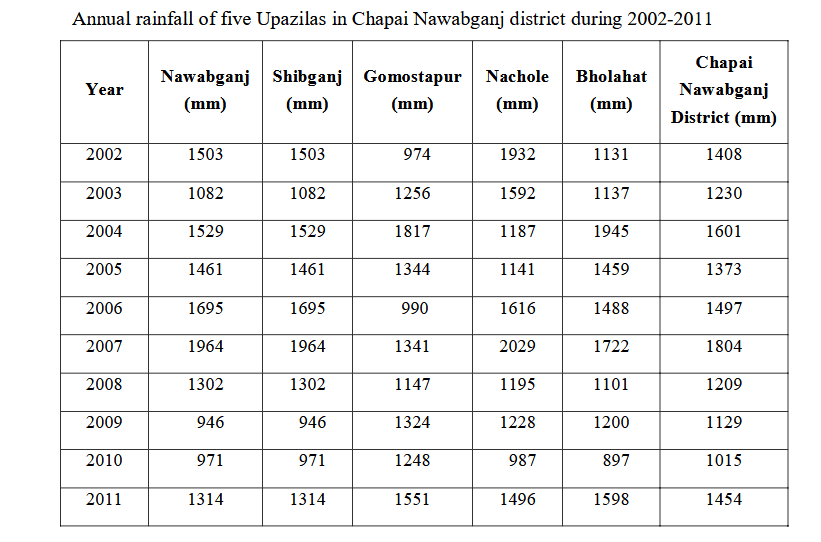 Annual rainfall of five Upazilas in Chapai Nawabganj district during 2002-2011
Year Nawabganj (mm) Shibganj (mm) Gomostapur (mm) Nachole (mm) Bholahat (mm) Chapai Nawabganj District (mm)
2002 1503 1503 974 1932 1131 1408
2003 1082 1082 1256 1592 1137 1230
2004 1529 1529 1817 1187 1945 1601
2005 1461 1461 1344 1141 1459 1373
2006 1695 1695 990 1616 1488 1497
2007 1964 1964 1341 2029 1722 1804
2008 1302 1302 1147 1195 1101 1209
2009 946 946 1324 1228 1200 1129
2010 971 971 1248 987 897 1015
2011 1314 1314 1551 1496 1598 1454